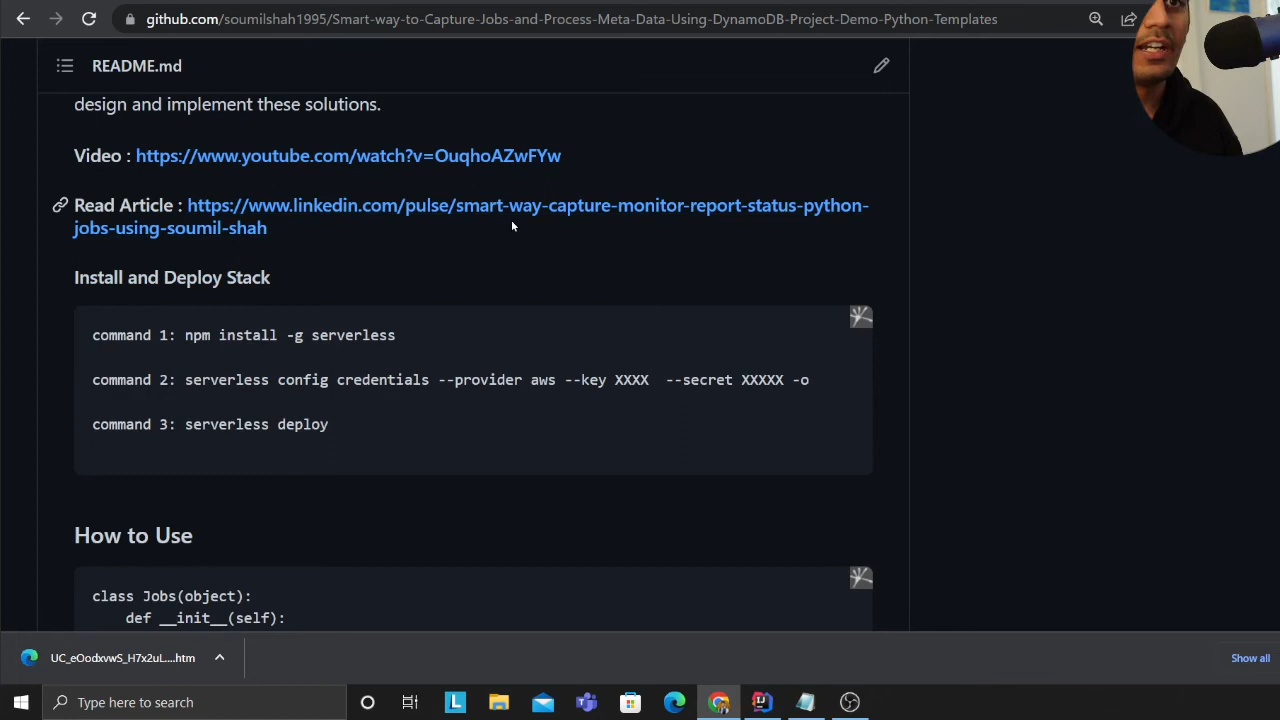 github.com/soumilshah1995/Smart-way-to-Capture-Jobs-and-Process-Meta-Data-Using-DynamoDB-Project-Demo-Python-Templates
README.md
design and implement these solutions.
Video : https://www.youtube.com/watch?v=OuqhoAZwFYw
Read Article : https://www.linkedin.com/pulse/smart-way-capture-monitor-report-status-python-
jobs-using-soumil-shah
Install and Deploy Stack
command 1: npm install -g serverless
command 2: serverless config credentials --provider aws --key XXXX  --secret XXXXX -o
command 3: serverless deploy
How to Use
class Jobs(object):
def __init__(self):
UC_eOodxvwS_H7x2uL....htm
Show all
Type here to search